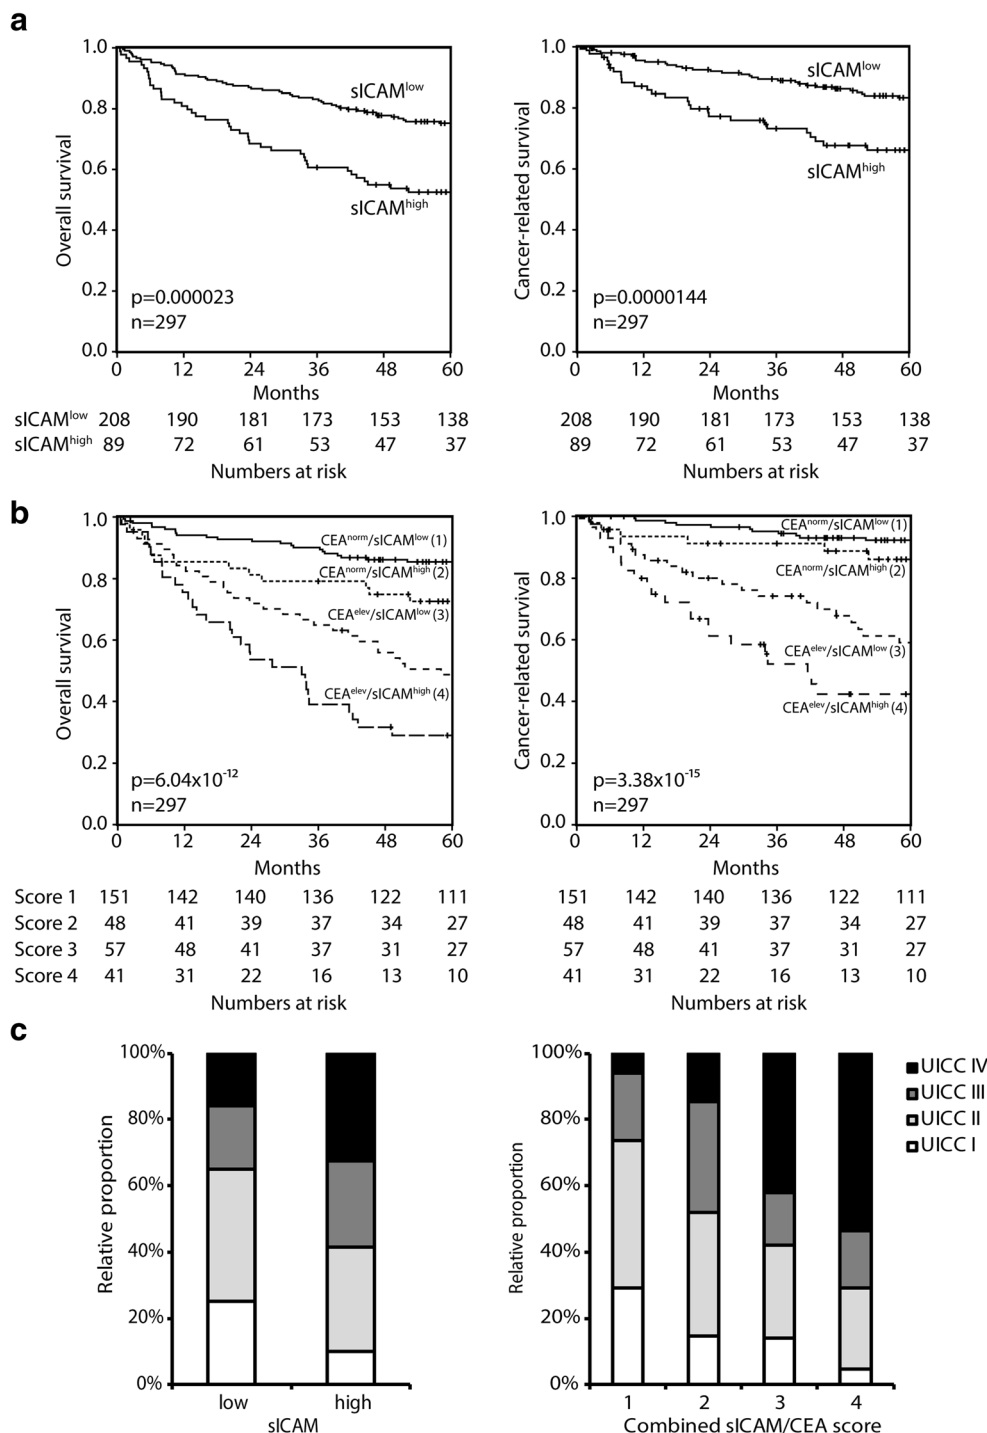 a
1.0
0.8
0.6
0.4
0.2
0.0
Overall survival
sICAMlow
sICAMhigh
p=0.000023
n=297
0 12 24 36 48 60
Months
sICAMlow 208 190 181 173 153 138
sICAMhigh 89 72 61 53 47 37
Numbers at risk
1.0
0.8
0.6
0.4
0.2
0.0
Cancer-related survival
sICAMlow
sICAMhigh
p=0.0000144
n=297
0 12 24 36 48 60
Months
208 190 181 173 153 138
89 72 61 53 47 37
Numbers at risk
b
1.0
0.8
0.6
0.4
0.2
0.0
Overall survival
CEAnorm/sICAMlow (1)
CEAnorm/sICAMhigh (2)
CEAelev/sICAMlow (3)
CEAelev/sICAMhigh (4)
p=6.04x10-12
n=297
0 12 24 36 48 60
Months
Score 1 151 142 140 136 122 111
Score 2 48 41 39 37 34 27
Score 3 57 48 41 37 31 27
Score 4 41 31 22 16 13 10
Numbers at risk
1.0
0.8
0.6
0.4
0.2
0.0
Cancer-related survival
CEAnorm/sICAMlow (1)
CEAnorm/sICAMhigh (2)
CEAelev/sICAMlow (3)
CEAelev/sICAMhigh (4)
p=3.38x10-15
n=297
0 12 24 36 48 60
Months
151 142 140 136 122 111
48 41 39 37 34 27
57 48 41 37 31 27
41 31 22 16 13 10
Numbers at risk
c
100%
80%
60%
40%
20%
0%
Relative proportion
low high
sICAM
100%
80%
60%
40%
20%
0%
Relative proportion
1 2 3 4
Combined sICAM/CEA score
UICC IV
UICC III
UICC II
UICC I